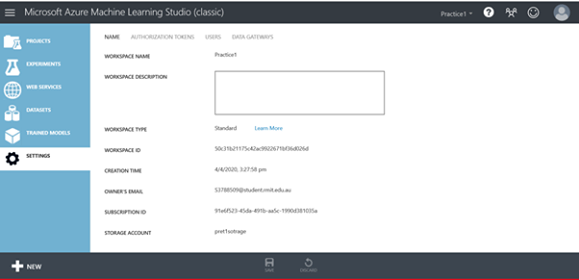 Microsoft Azure Machine Learning Studio (classic)
Practice1
PROJECTS
EXPERIMENTS
WEB SERVICES
DATASETS
TRAINED MODELS
SETTINGS
NAME AUTHORIZATION TOKENS USERS DATA GATEWAYS
WORKSPACE NAME Practice1
WORKSPACE DESCRIPTION
WORKSPACE TYPE Standard Learn More
WORKSPACE ID
CREATION TIME 4/4/2020, 3:27:58 pm
OWNER'S EMAIL S3788509@student.rmit.edu.au
SUBSCRIPTION ID 91e6f523-45da-491b-aa5c-1990d381035a
STORAGE ACCOUNT pret1sotrage
NEW
SAVE DISCARD